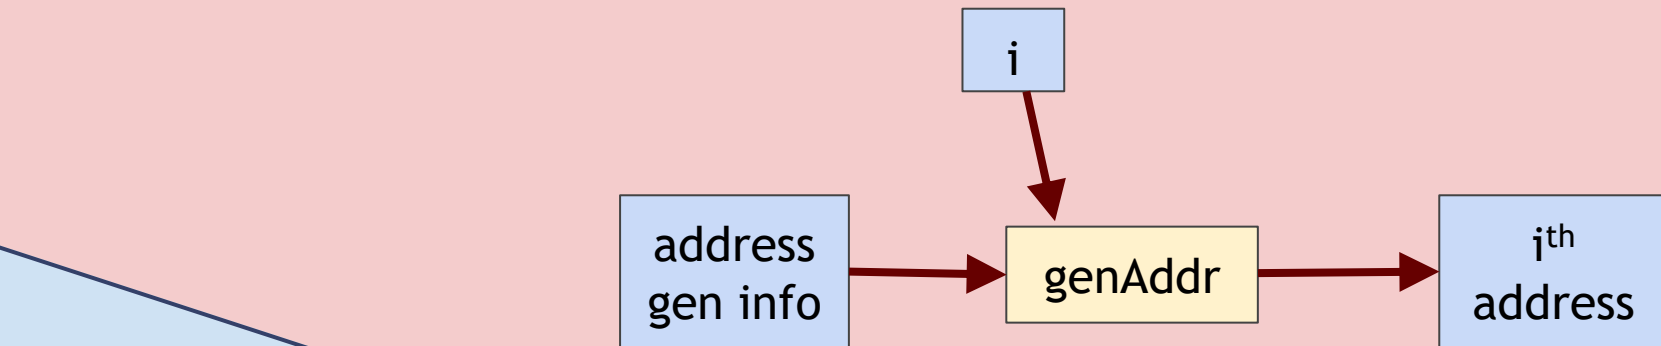 i
address
gen info
genAddr
iᵗʰ
address